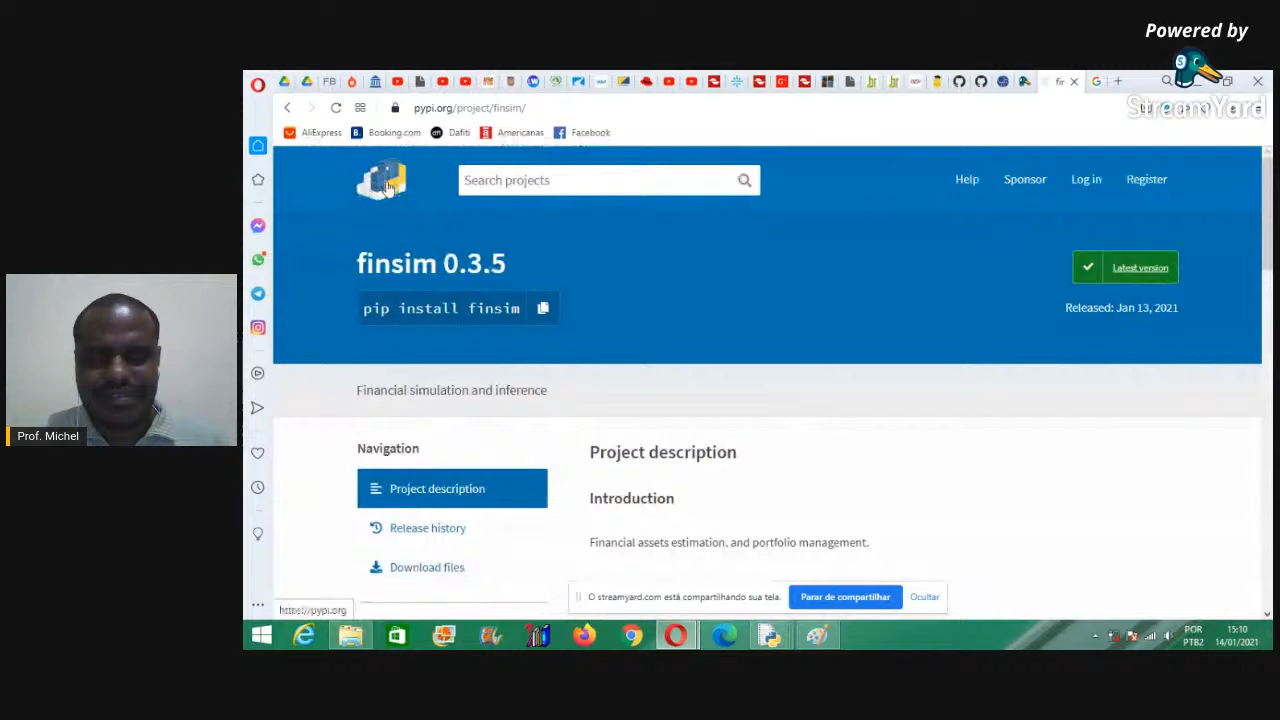 Powered by
StreamYard
FB
pypi.org/project/finsim/
AliExpress Booking.com Dafiti Americanas Facebook
Search projects
Help Sponsor Log in Register
finsim 0.3.5
Latest version
pip install finsim
Released: Jan 13, 2021
Financial simulation and inference
Navigation
Project description
Project description
Introduction
Release history
Financial assets estimation, and portfolio management.
Download files
O streamyard.com está compartilhando sua tela. Parar de compartilhar Ocultar
https://pypi.org
Prof. Michel
POR 15:10
PTB2 14/01/2021